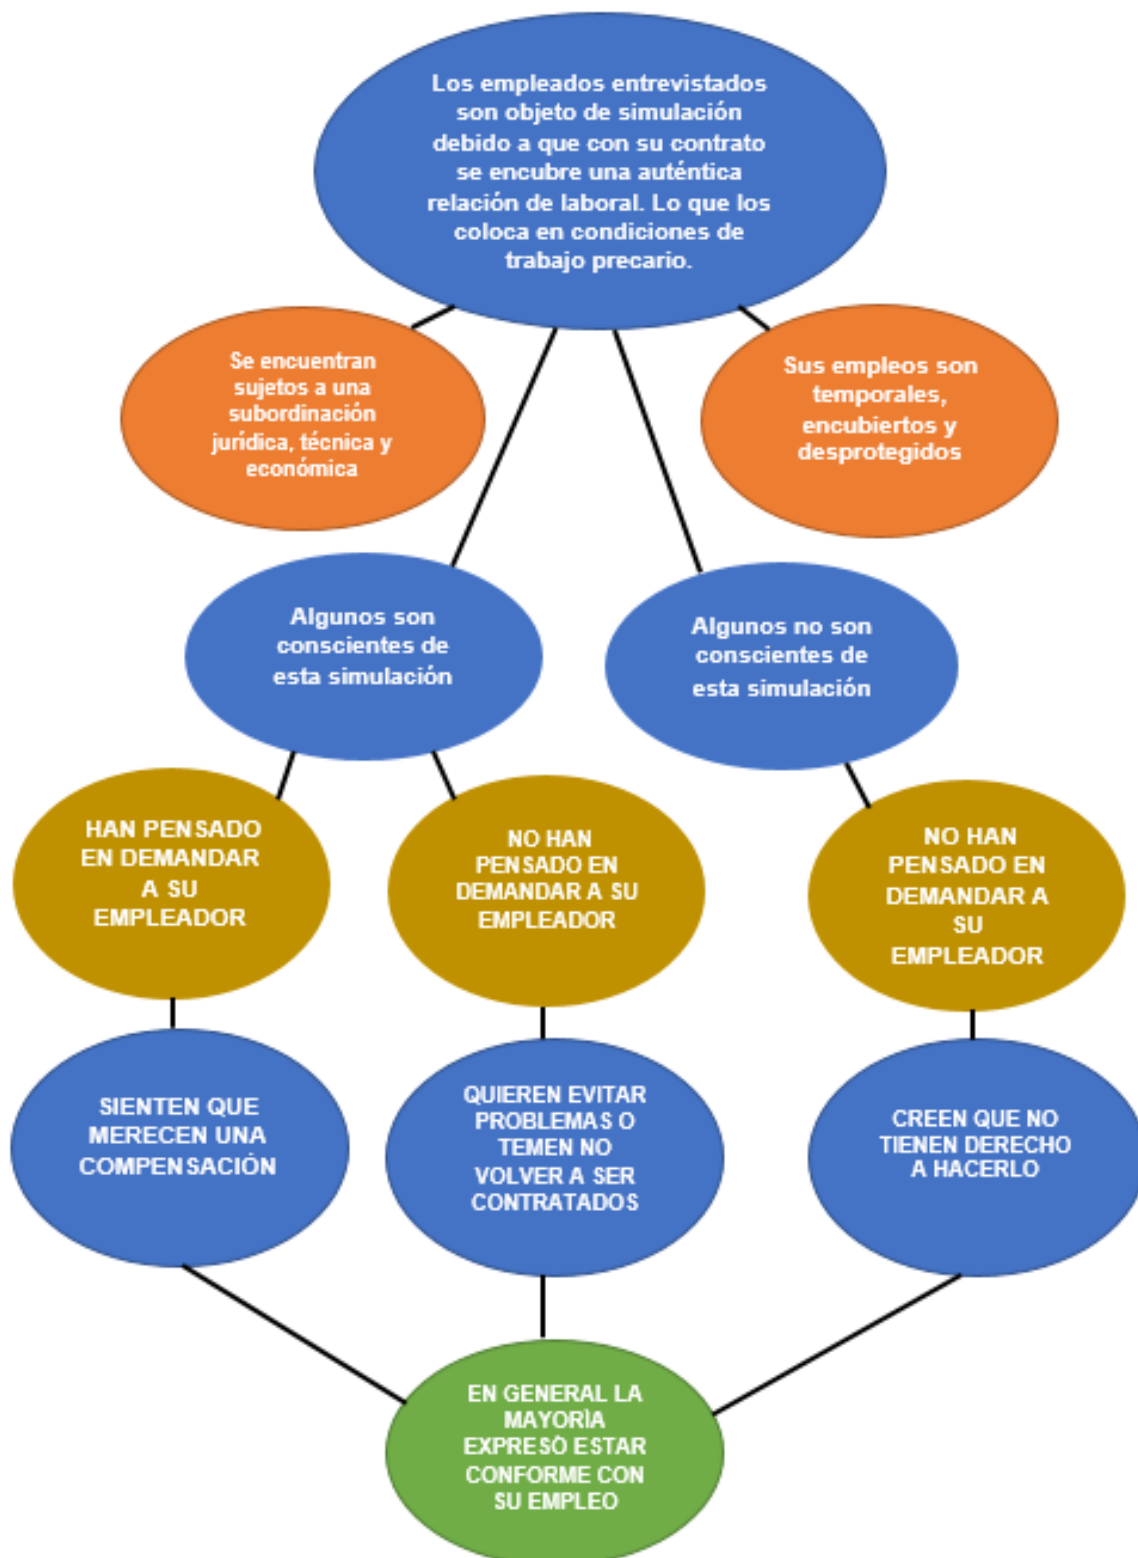 Los empleados entrevistados
son objeto de simulación
debido a que con su contrato
se encubre una auténtica
relación de laboral. Lo que los
coloca en condiciones de
trabajo precario.
Se encuentran
sujetos a una
subordinación
jurídica, técnica y
económica
Sus empleos son
temporales,
encubiertos y
desprotegidos
Algunos son
conscientes de
esta simulación
Algunos no son
conscientes de
esta simulación
HAN PENSADO
EN DEMANDAR
A SU
EMPLEADOR
NO HAN
PENSADO EN
DEMANDAR A SU
EMPLEADOR
NO HAN
PENSADO EN
DEMANDAR A
SU
EMPLEADOR
SIENTEN QUE
MERECEN UNA
COMPENSACIÓN
QUIEREN EVITAR
PROBLEMAS O
TEMEN NO
VOLVER A SER
CONTRATADOS
CREEN QUE NO
TIENEN DERECHO
A HACERLO
EN GENERAL LA
MAYORÌA
EXPRESÓ ESTAR
CONFORME CON
SU EMPLEO